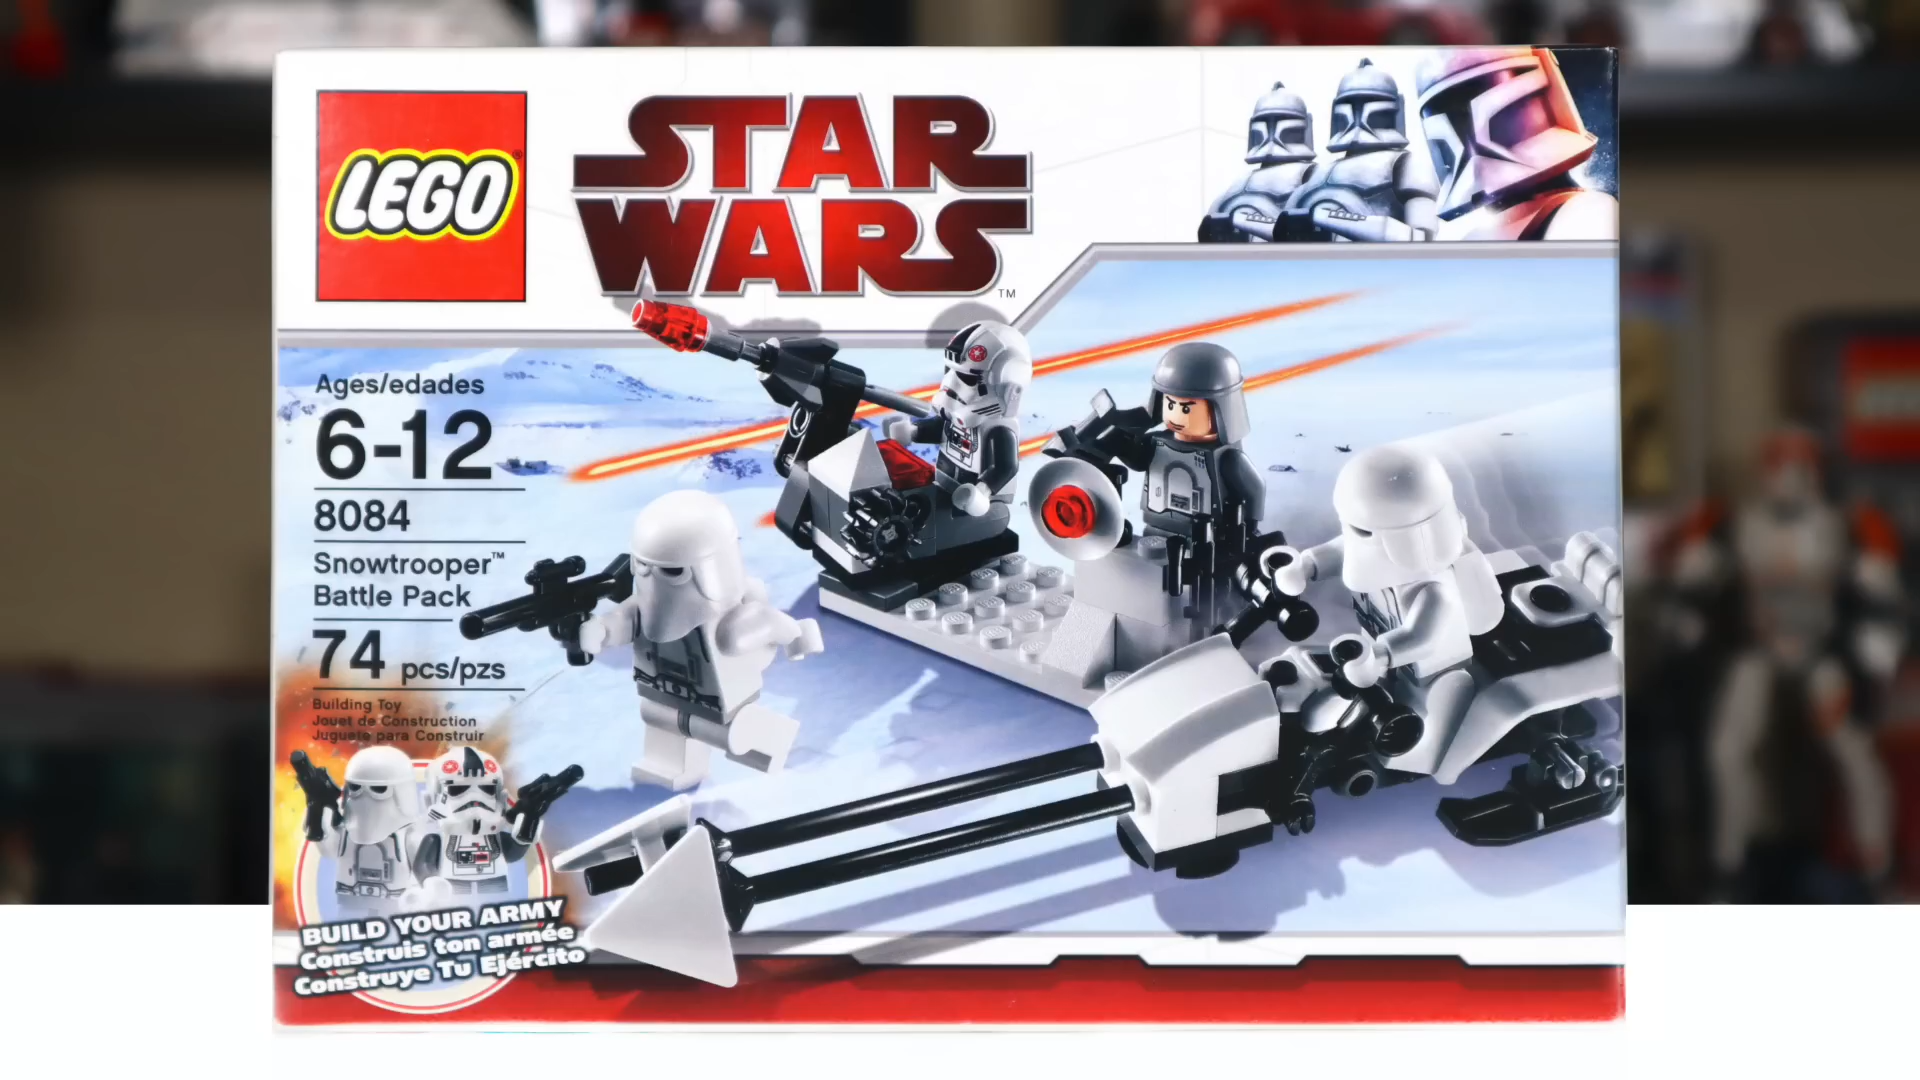 LEGO®
STAR
WARS
™
Ages/edades
6-12
8084
Snowtrooper™
Battle Pack
74 pcs/pzs
Building Toy
Jouet de Construction
Juguete para Construir
BUILD YOUR ARMY
Construis ton armée
Construye Tu Ejército